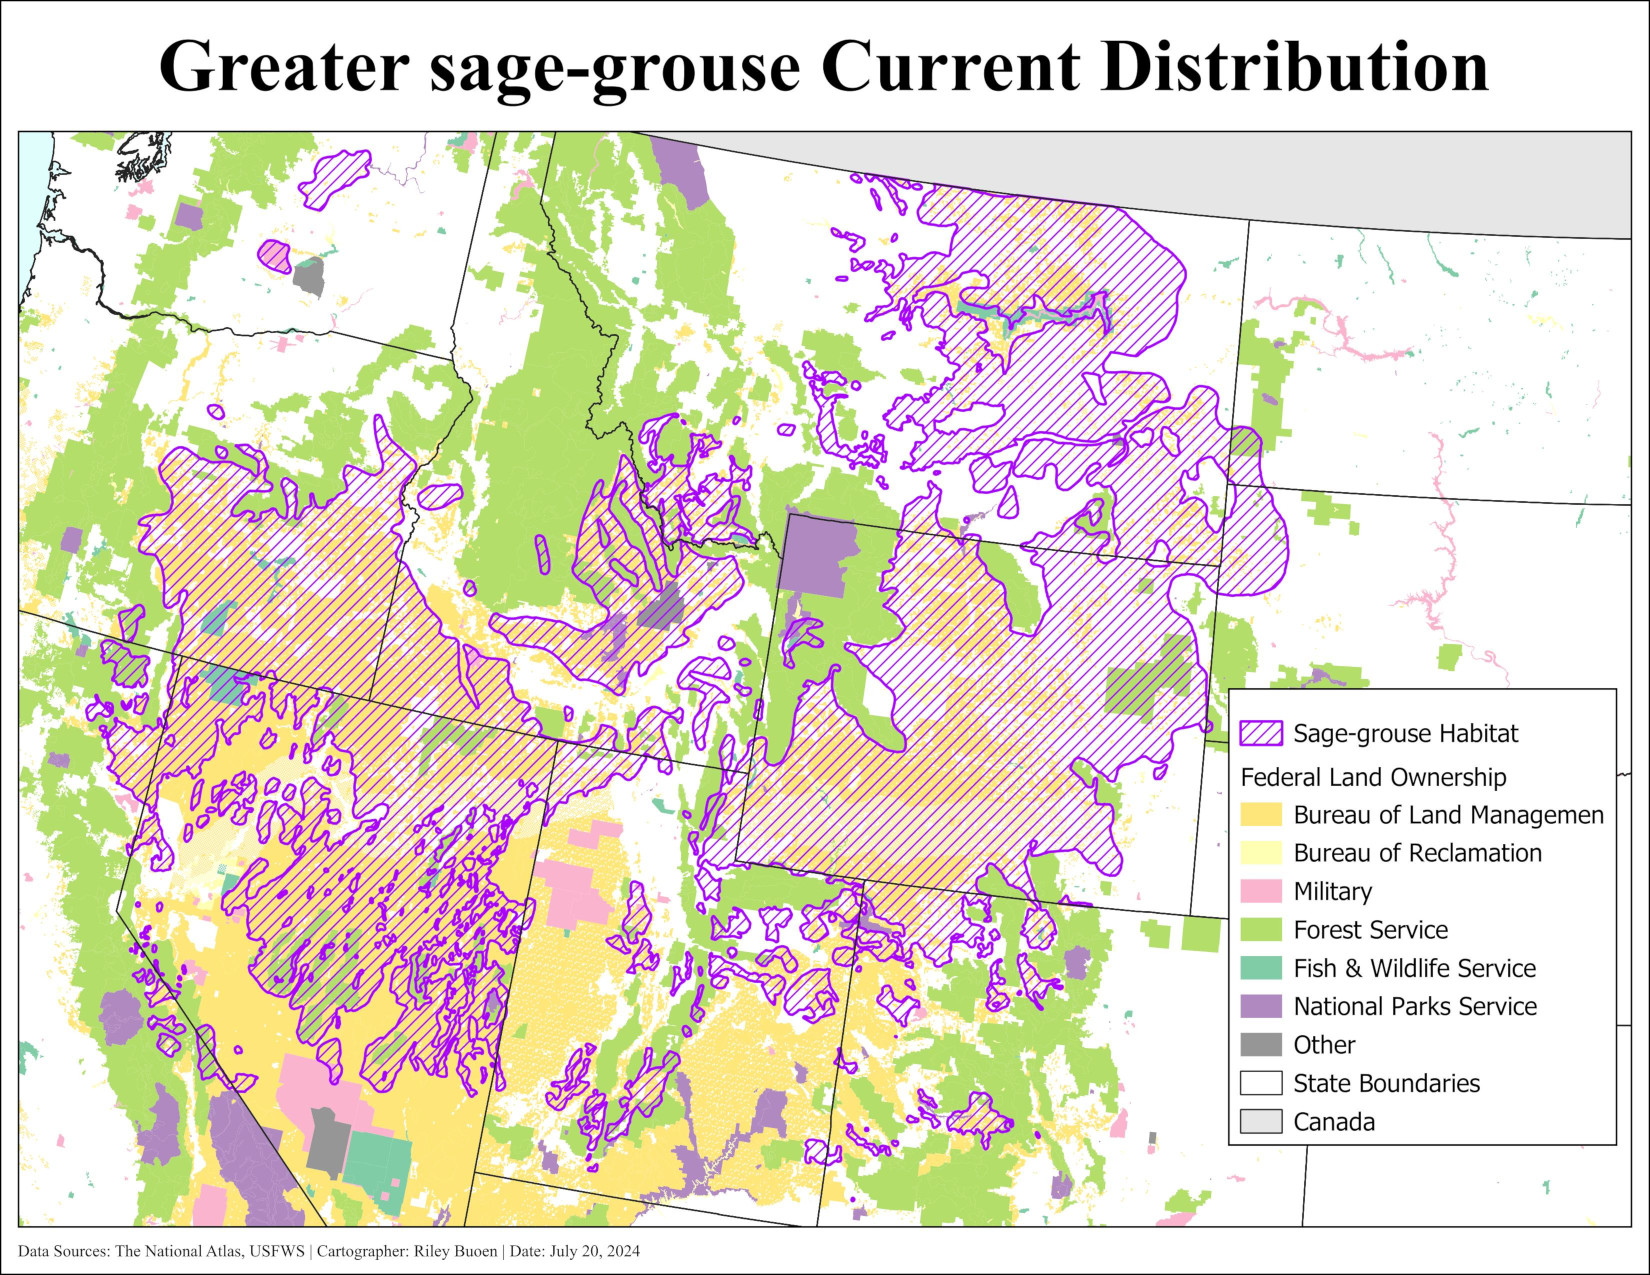 Greater sage-grouse Current Distribution
Sage-grouse Habitat
Federal Land Ownership
Bureau of Land Managemen
Bureau of Reclamation
Military
Forest Service
Fish & Wildlife Service
National Parks Service
Other
State Boundaries
Canada
Data Sources: The National Atlas, USFWS | Cartographer: Riley Buoen | Date: July 20, 2024